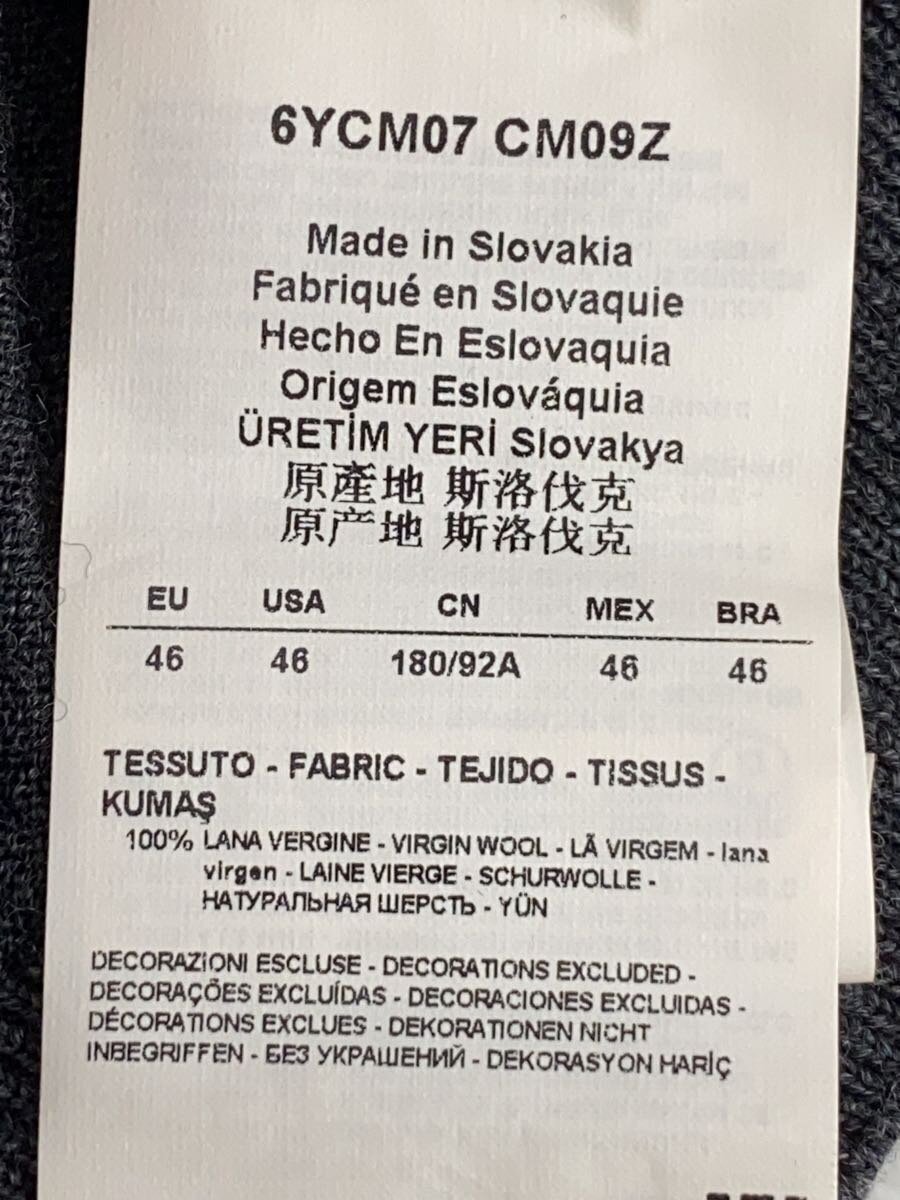 6YCM07 CM09Z
Made in Slovakia
Fabriqué en Slovaquie
Hecho En Eslovaquia
Origem Eslováquia
ÜRETİM YERİ Slovakya
原產地 斯洛伐克
原产地 斯洛伐克
EU USA CN MEX BRA
46 46 180/92A 46 46
TESSUTO - FABRIC - TEJIDO - TISSUS -
KUMAŞ
100% LANA VERGINE - VIRGIN WOOL - LÃ VIRGEM - lana
virgen - LAINE VIERGE - SCHURWOLLE -
НАТУРАЛЬНАЯ ШЕРСТЬ - YÜN
DECORAZIONI ESCLUSE - DECORATIONS EXCLUDED -
DECORAÇÕES EXCLUÍDAS - DECORACIONES EXCLUIDAS -
DÉCORATIONS EXCLUES - DEKORATIONEN NICHT
INBEGRIFFEN - БЕЗ УКРАШЕНИЙ - DEKORASYON HARİÇ